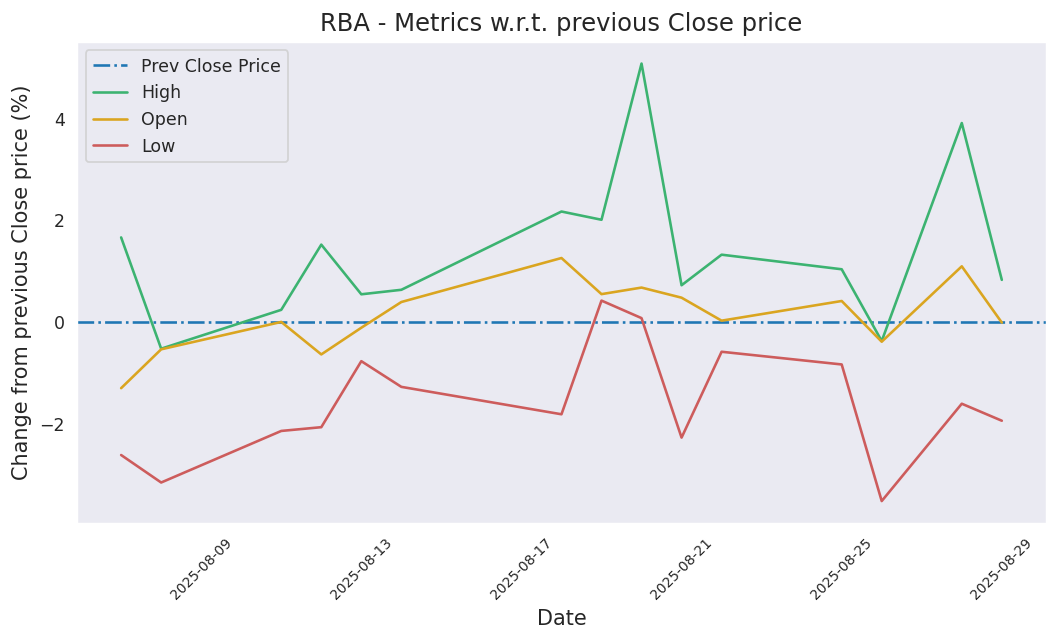 RBA - Metrics w.r.t. previous Close price
Prev Close Price
High
Open
Low
Change from previous Close price (%)
4
2
0
−2
2025-08-09
2025-08-13
2025-08-17
2025-08-21
2025-08-25
2025-08-29
Date